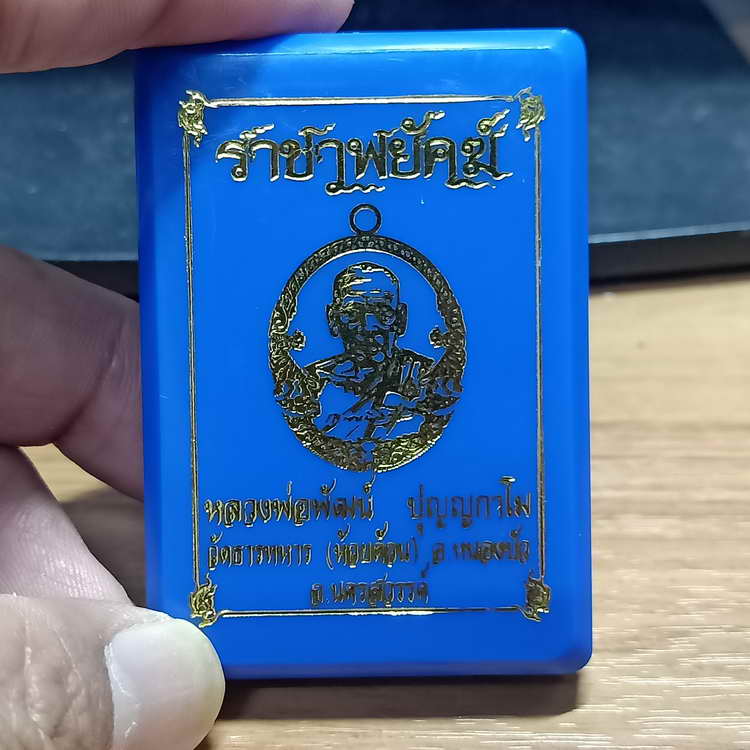 ราชาพยัคฆ์
หลวงพ่อพัฒน์ ปุญญกาโม
วัดธารทหาร (ห้วยด้วน) อ.หนองบัว
จ.นครสวรรค์